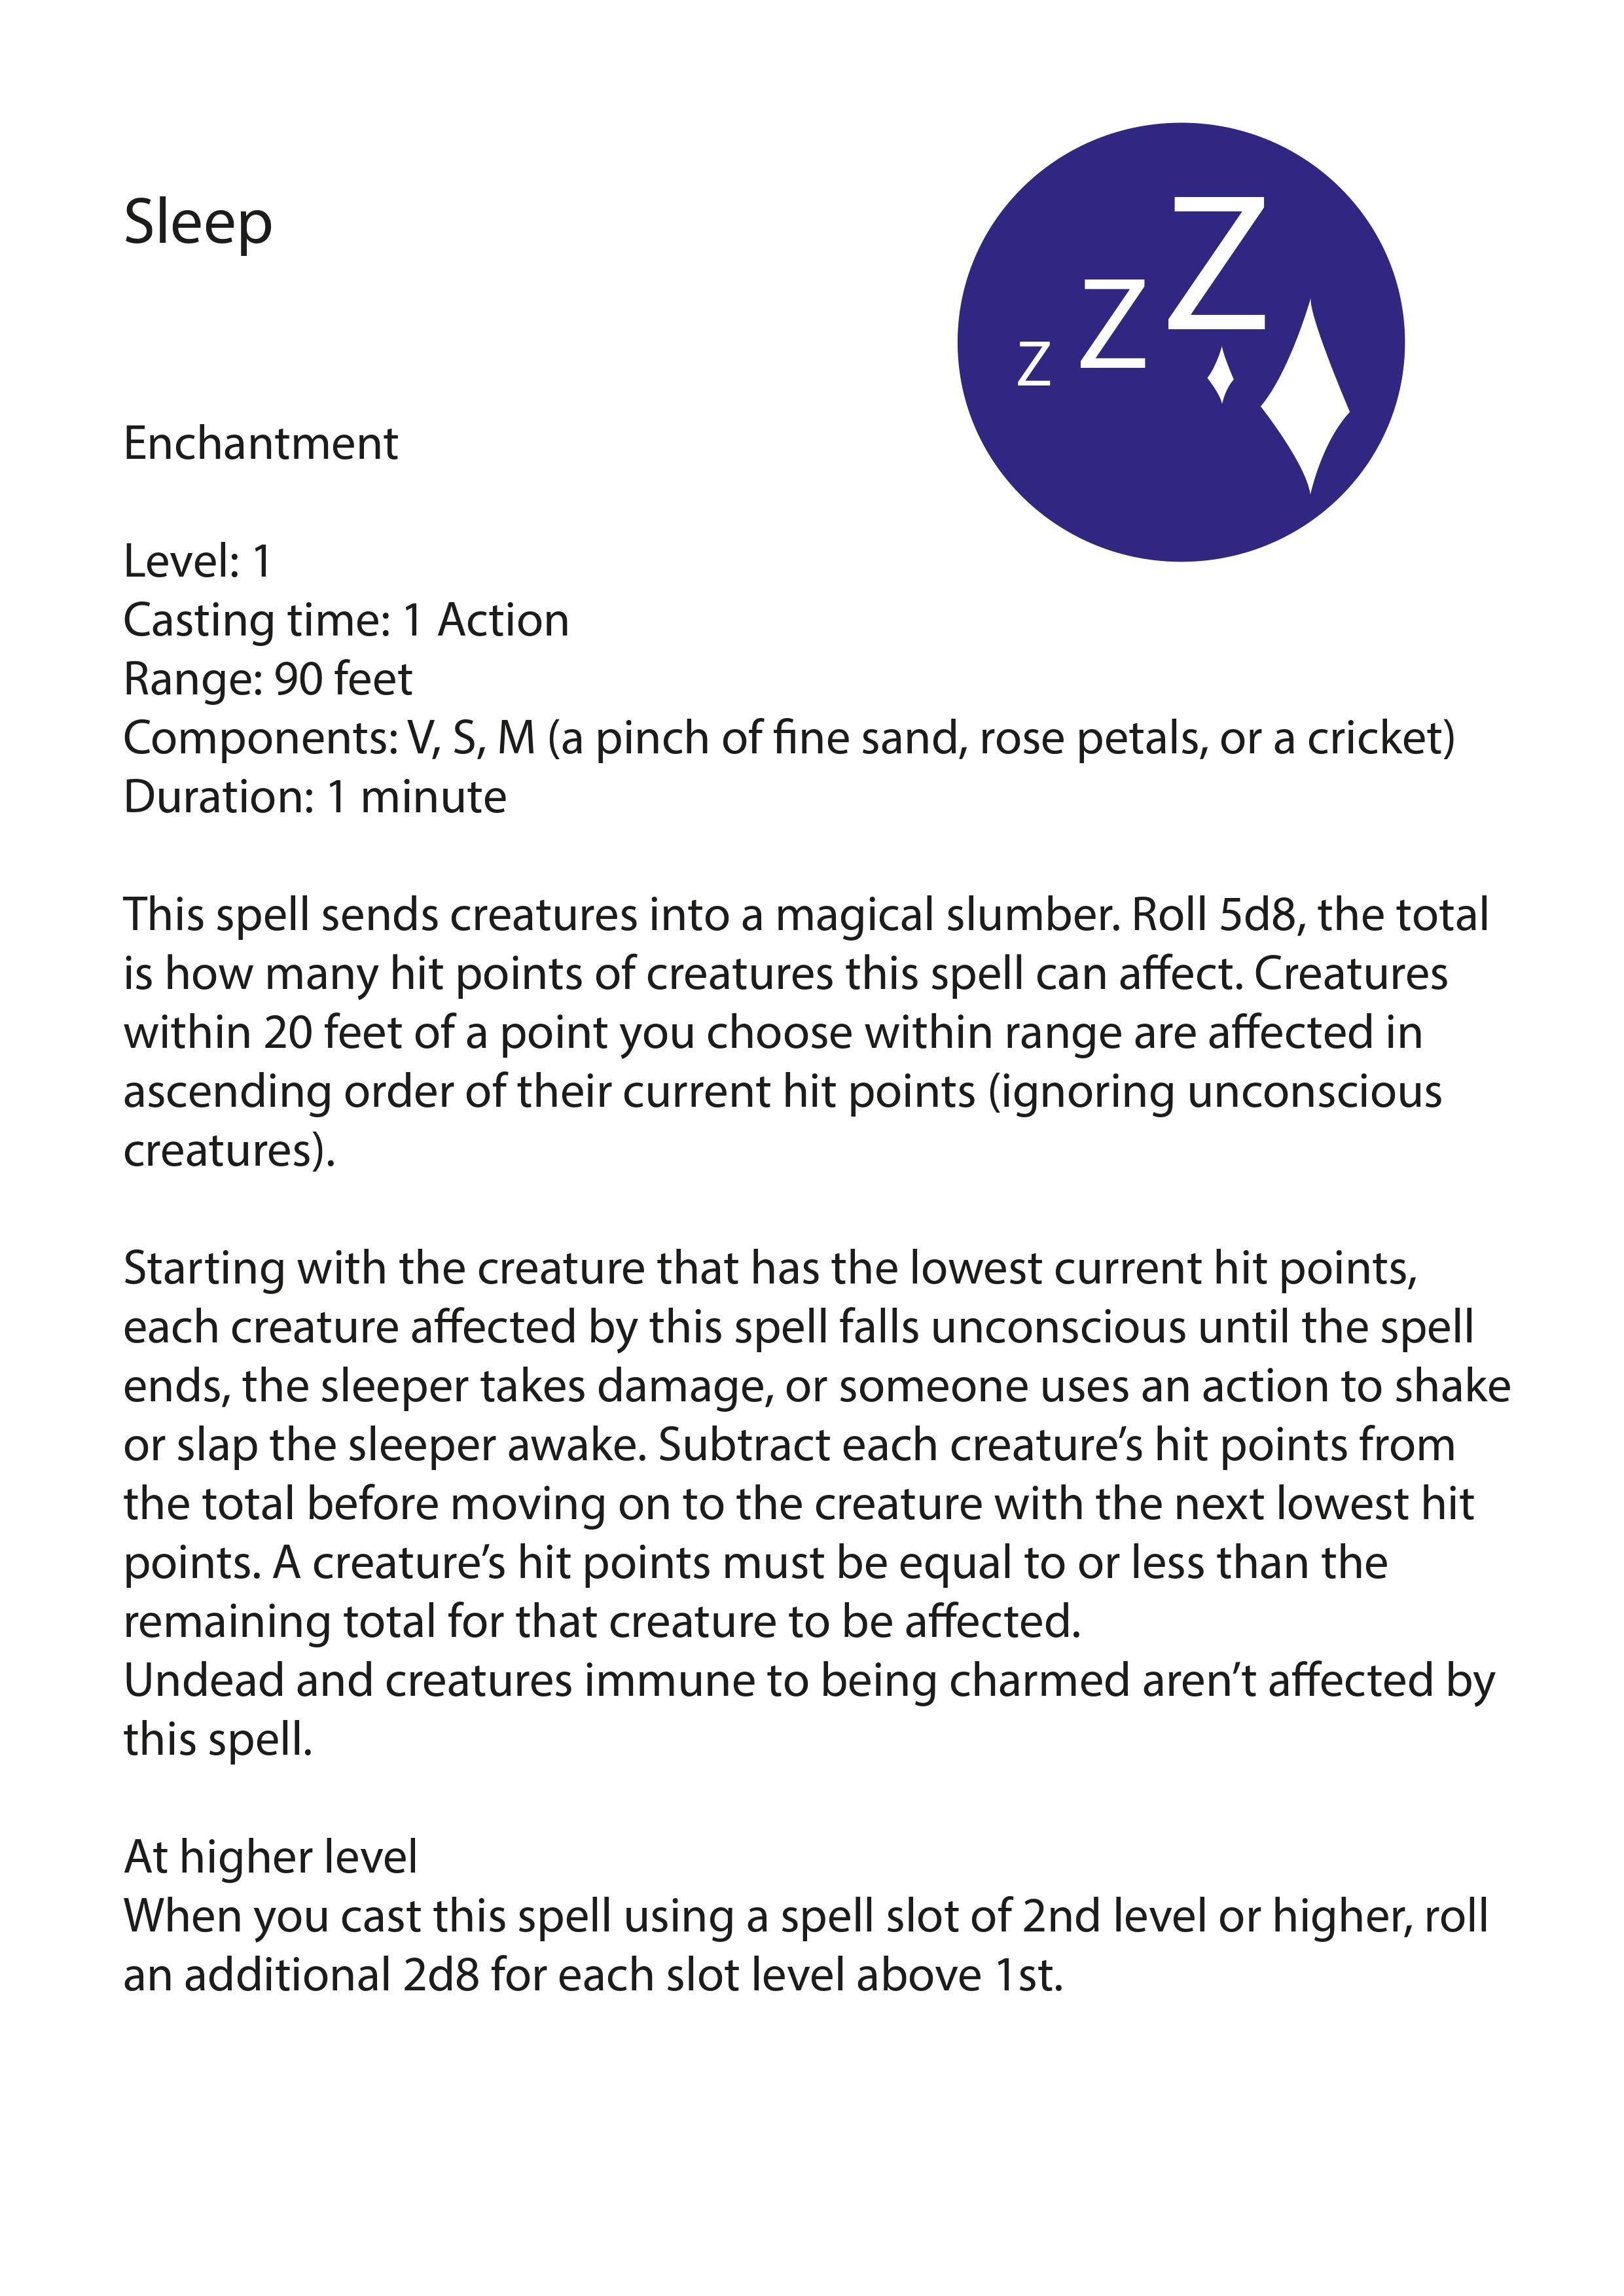 Sleep
z z z
Enchantment
Level: 1
Casting time: 1 Action
Range: 90 feet
Components: V, S, M (a pinch of fine sand, rose petals, or a cricket)
Duration: 1 minute
This spell sends creatures into a magical slumber. Roll 5d8, the total
is how many hit points of creatures this spell can affect. Creatures
within 20 feet of a point you choose within range are affected in
ascending order of their current hit points (ignoring unconscious
creatures).
Starting with the creature that has the lowest current hit points,
each creature affected by this spell falls unconscious until the spell
ends, the sleeper takes damage, or someone uses an action to shake
or slap the sleeper awake. Subtract each creature’s hit points from
the total before moving on to the creature with the next lowest hit
points. A creature’s hit points must be equal to or less than the
remaining total for that creature to be affected.
Undead and creatures immune to being charmed aren’t affected by
this spell.
At higher level
When you cast this spell using a spell slot of 2nd level or higher, roll
an additional 2d8 for each slot level above 1st.